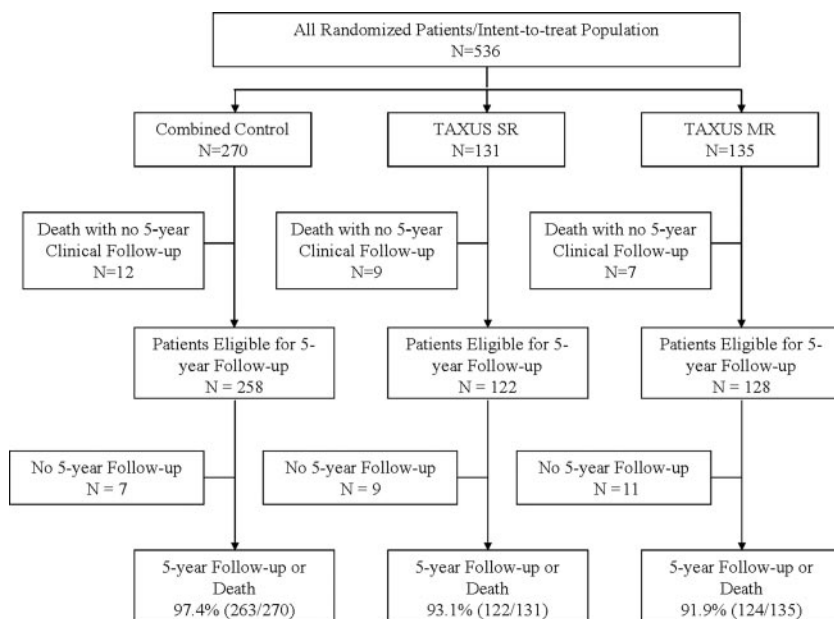 All Randomized Patients/Intent-to-treat Population
N=536
Combined Control
N=270
TAXUS SR
N=131
TAXUS MR
N=135
Death with no 5-year
Clinical Follow-up
N=12
Death with no 5-year
Clinical Follow-up
N=9
Death with no 5-year
Clinical Follow-up
N=7
Patients Eligible for 5-
year Follow-up
N = 258
Patients Eligible for 5-
year Follow-up
N = 122
Patients Eligible for 5-
year Follow-up
N = 128
No 5-year Follow-up
N = 7
No 5-year Follow-up
N = 9
No 5-year Follow-up
N = 11
5-year Follow-up or
Death
97.4% (263/270)
5-year Follow-up or
Death
93.1% (122/131)
5-year Follow-up or
Death
91.9% (124/135)